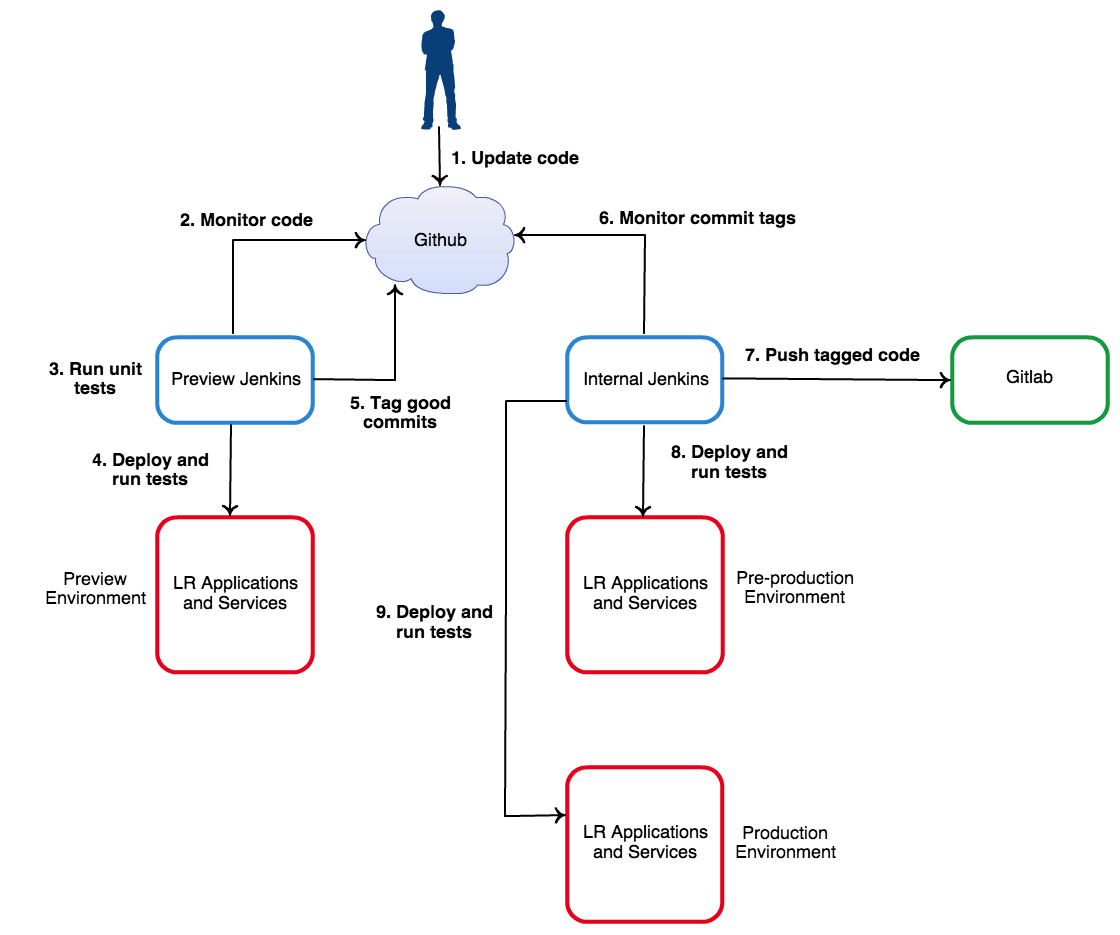 1. Update code
2. Monitor code
6. Monitor commit tags
Github
3. Run unit
tests
Preview Jenkins
5. Tag good
commits
Internal Jenkins
7. Push tagged code
Gitlab
4. Deploy and
run tests
8. Deploy and
run tests
Preview
Environment
LR Applications
and Services
9. Deploy and
run tests
LR Applications
and Services
Pre-production
Environment
LR Applications
and Services
Production
Environment